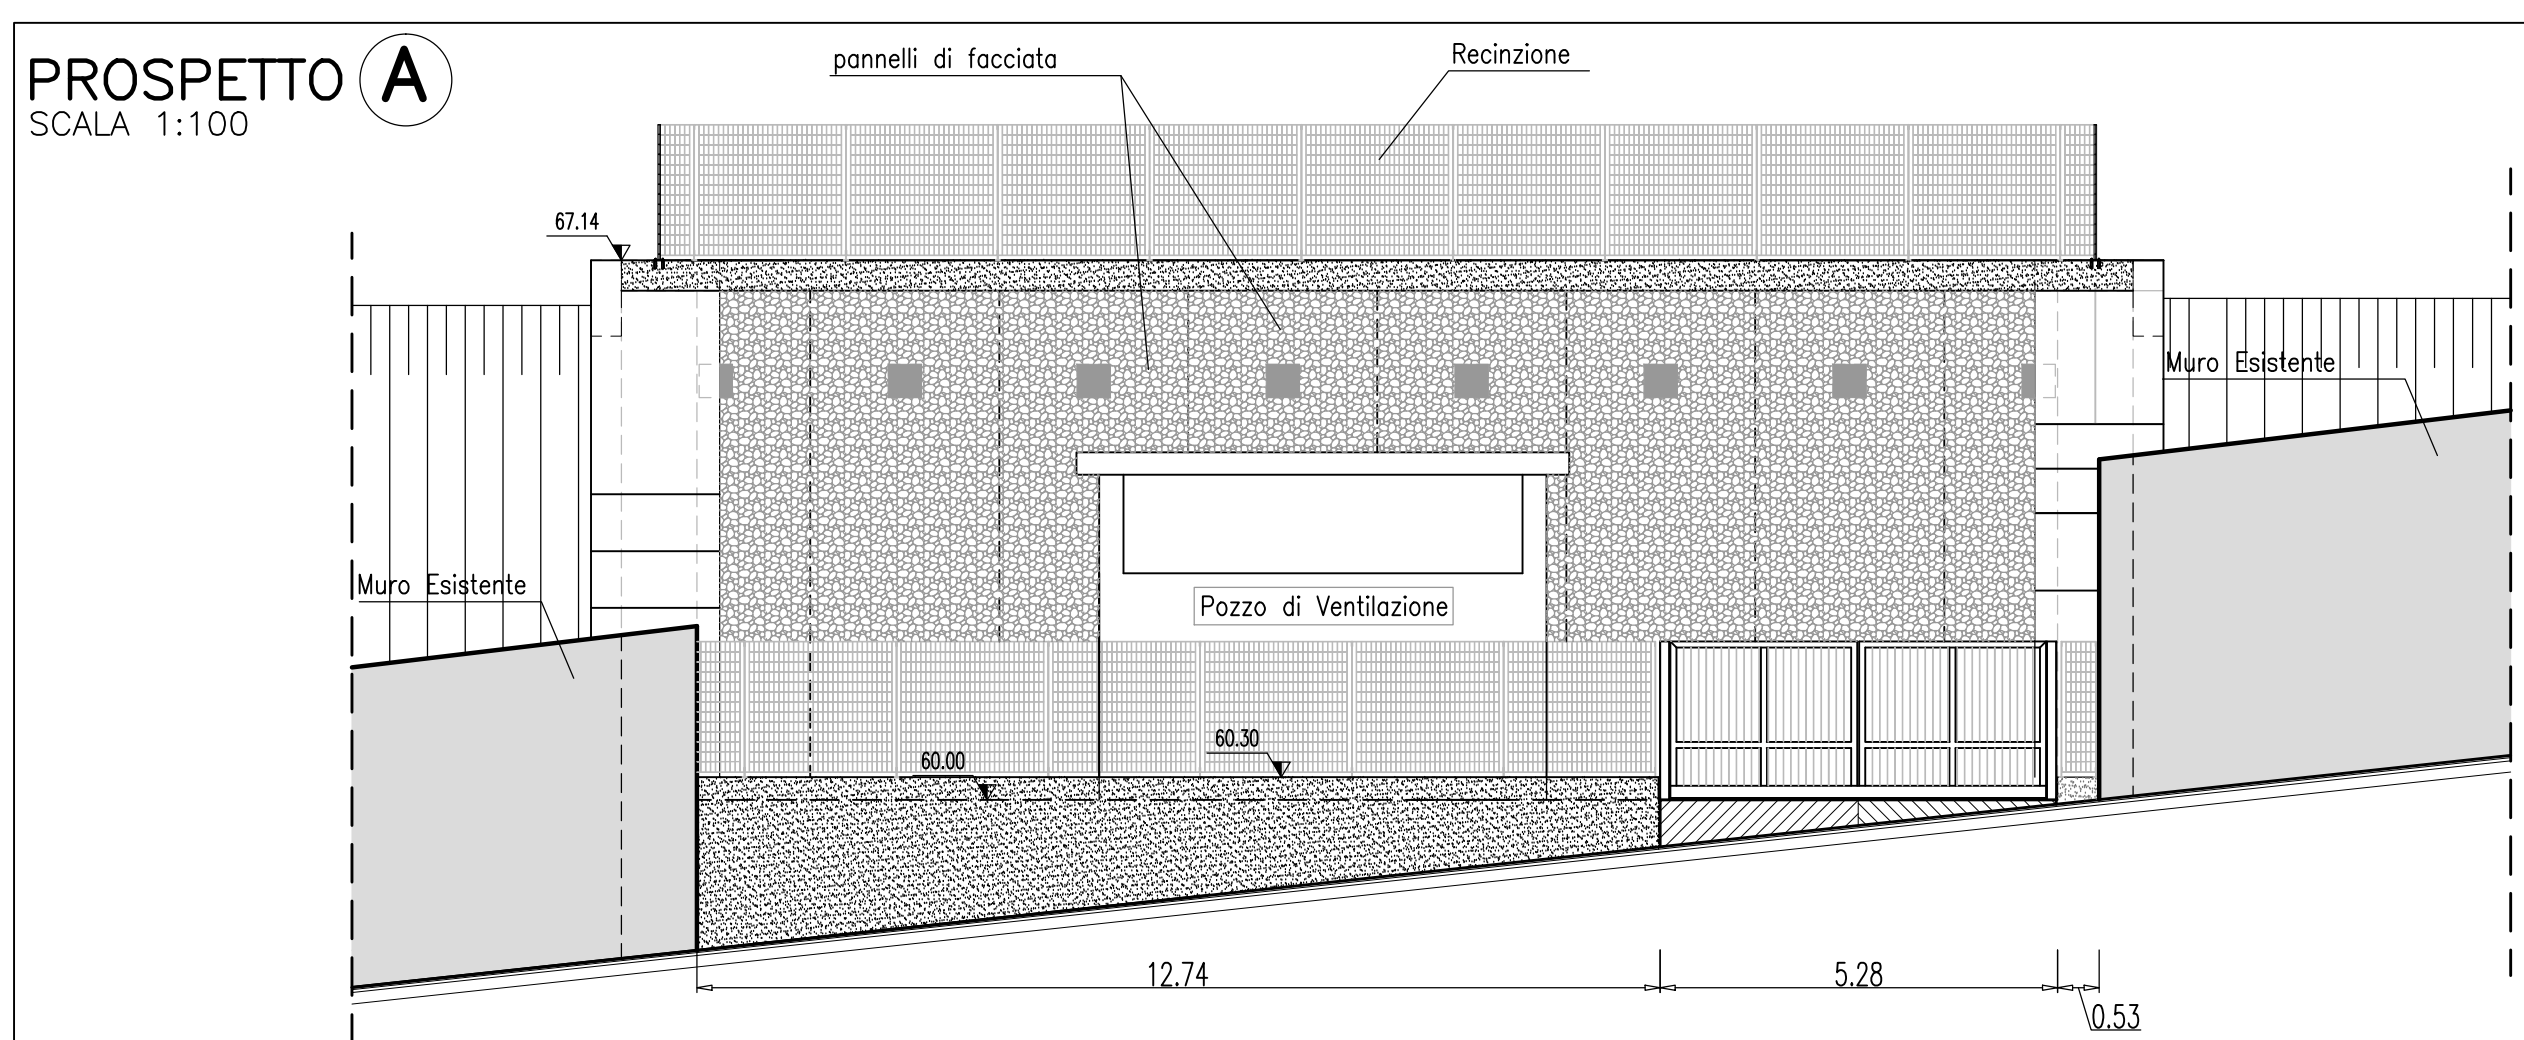 PROSPETTO A
SCALA 1:100
pannelli di facciata
Recinzione
67.14
Muro Esistente
Muro Esistente
Pozzo di Ventilazione
60.30
60.00
12.74
5.28
0.53